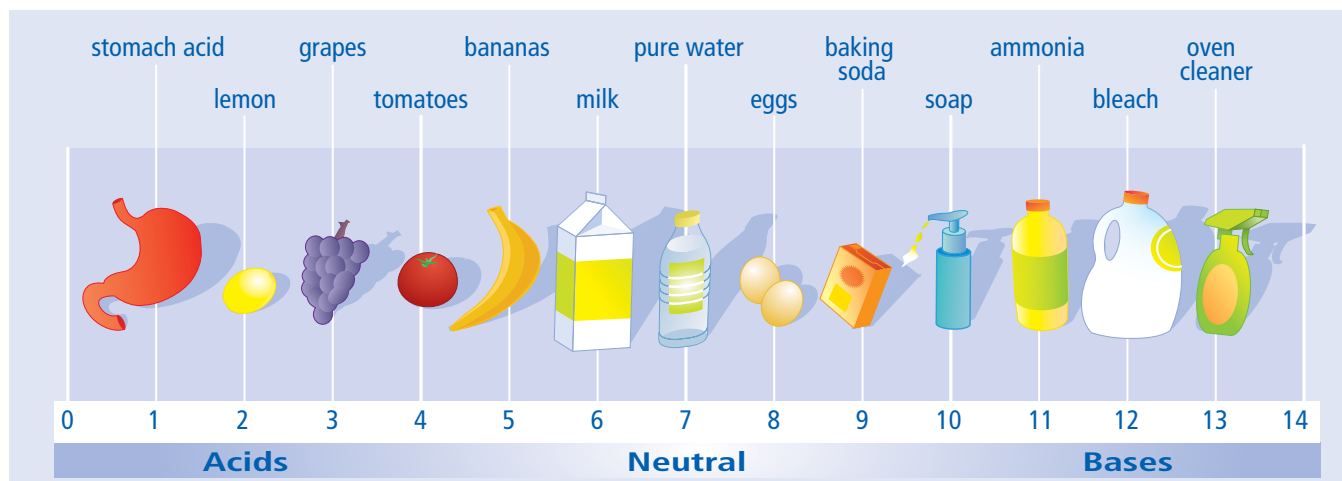 stomach acid
grapes
bananas
pure water
baking
soda
ammonia
oven
cleaner
lemon
tomatoes
milk
eggs
soap
bleach
0 1 2 3 4 5 6 7 8 9 10 11 12 13 14
Acids Neutral Bases